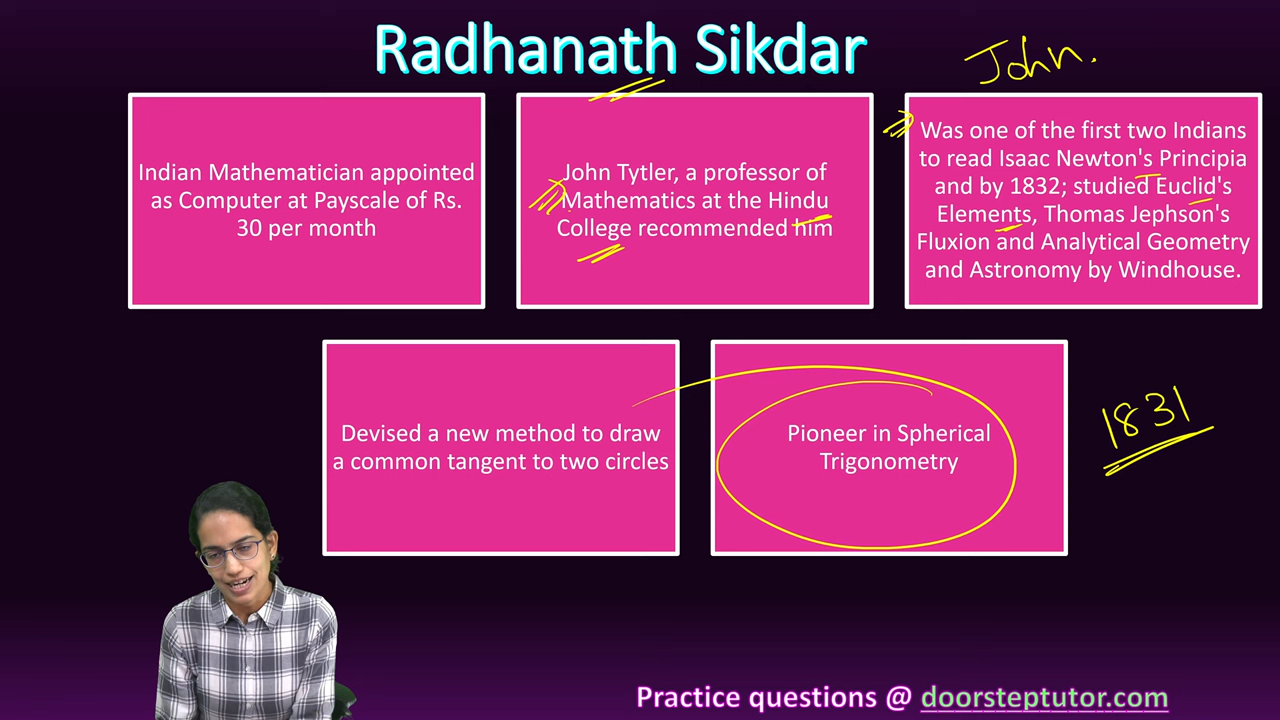 Radhanath Sikdar
John.
Indian Mathematician appointed
as Computer at Payscale of Rs.
30 per month
John Tytler, a professor of
Mathematics at the Hindu
College recommended him
Was one of the first two Indians
to read Isaac Newton's Principia
and by 1832; studied Euclid's
Elements, Thomas Jephson's
Fluxion and Analytical Geometry
and Astronomy by Windhouse.
Devised a new method to draw
a common tangent to two circles
Pioneer in Spherical
Trigonometry
1831
Practice questions @ doorsteptutor.com